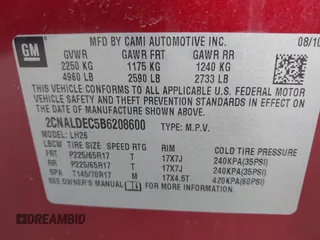 GM
MFD BY CAMI AUTOMOTIVE INC. 08/10
GVWR GAWR FRT GAWR RR
2250 KG 1175 KG 1240 KG
4960 LB 2590 LB 2733 LB
THIS VEHICLE CONFORMS TO ALL APPLICABLE U.S. FEDERAL MOTOR
VEHICLE SAFETY, BUMPER, AND THEFT PREVENTION STANDARDS IN EFFECT ON THE
DATE OF MANUFACTURE SHOWN ABOVE.
2CNALDEC5B6208600 TYPE: M.P.V.
MODEL: LH26
LBCW TIRE SIZE SPEED RTG RIM COLD TIRE PRESSURE
FRT P225/65R17 T 17X7J 240KPA(35PSI)
RR P225/65R17 T 17X7J 240KPA(35PSI)
SPA T145/70R17 M 17X4.5T 420KPA(60PSI)
SEE OWNER'S MANUAL
DREAMBID